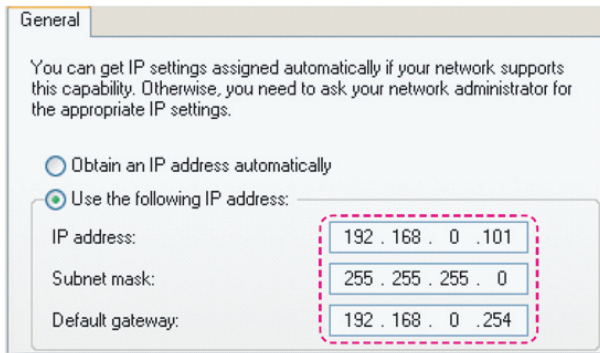 General
You can get IP settings assigned automatically if your network supports
this capability. Otherwise, you need to ask your network administrator for
the appropriate IP settings.
Obtain an IP address automatically
Use the following IP address:
IP address: 192 . 168 . 0 .101
Subnet mask: 255 . 255 . 255 . 0
Default gateway: 192 . 168 . 0 .254